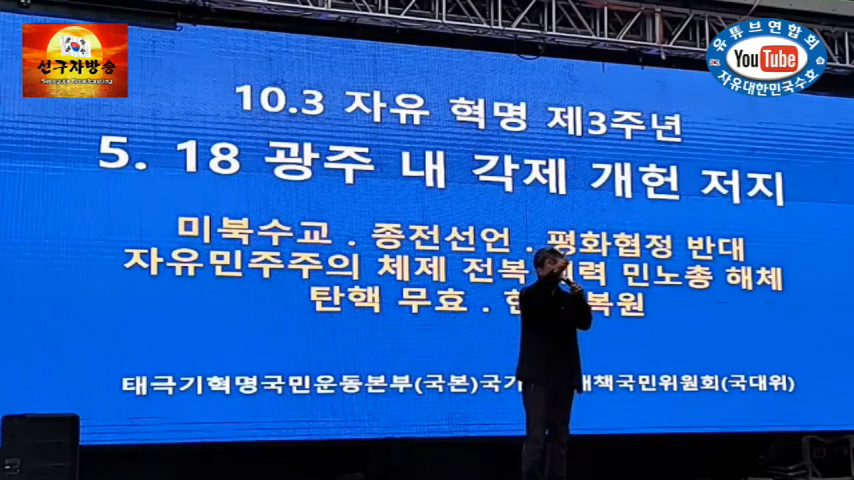 선구자방송
유튜브연합회
YouTube
자유대한민국수호
10.3 자유 혁명 제3주년
5. 18 광주 내 각제 개헌 저지
미북수교 . 종전선언 . 평화협정 반대
자유민주주의 체제 전복 력 민노총 해체
탄핵 무효 . 복원
태극기혁명국민운동본부(국본)국가 책국민위원회(국대위)